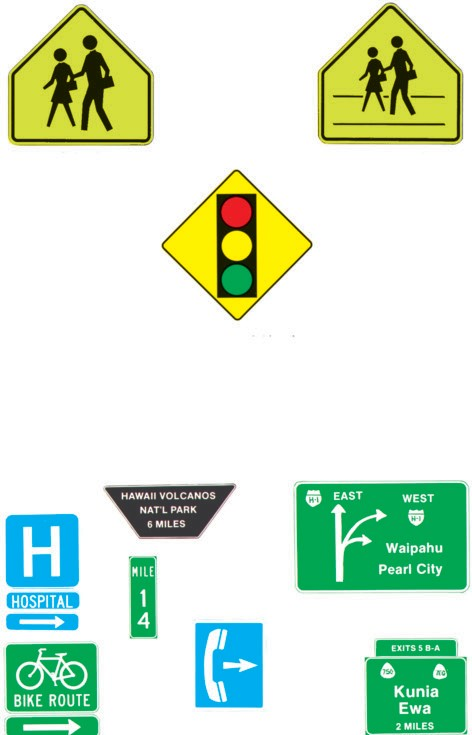 HAWAII VOLCANOS
NAT'L PARK
6 MILES
H-1
EAST
WEST
H-1
Waipahu
Pearl City
H
HOSPITAL
MILE
1
4
BIKE ROUTE
EXITS 5 B-A
750
Kunia
Ewa
2 MILES